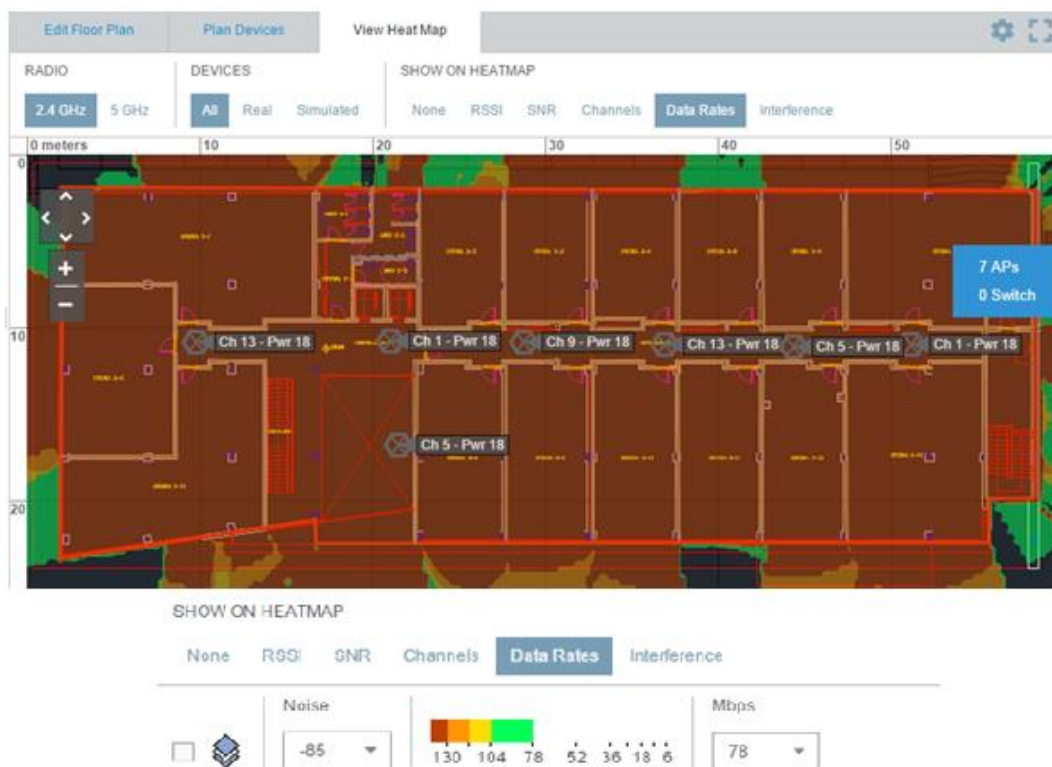 Edit Floor Plan Plan Devices View Heat Map
RADIO DEVICES SHOW ON HEATMAP
2.4 GHz 5 GHz All Real Simulated None RSSI SNR Channels Data Rates Interference
0 meters 10 20 30 40 50
0
7 APs
0 Switch
10
Ch 13 - Pwr 18 Ch 1 - Pwr 18 Ch 9 - Pwr 18 Ch 13 - Pwr 18 Ch 5 - Pwr 18 Ch 1 - Pwr 18
Ch 5 - Pwr 18
20
SHOW ON HEATMAP
None RSSI SNR Channels Data Rates Interference
Noise Mbps
-85 130 104 78 52 36 18 6 78